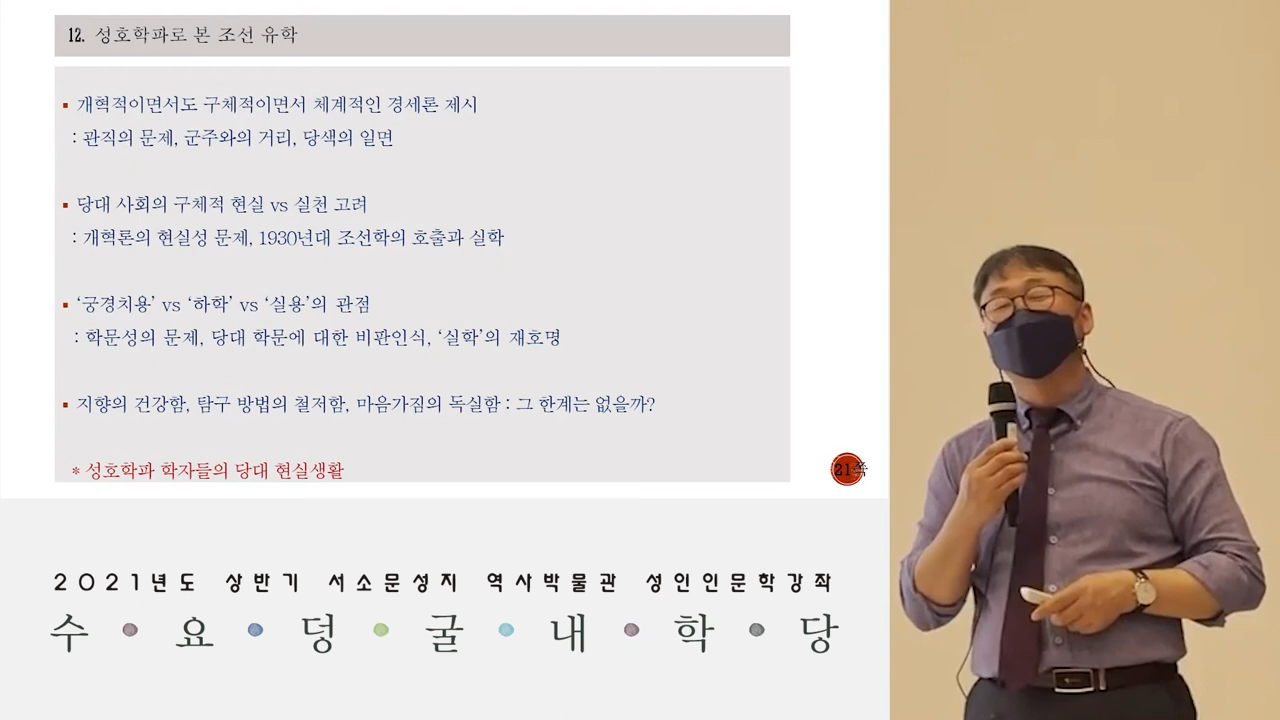 12. 성호학파로 본 조선 유학
▪ 개혁적이면서도 구체적이면서 체계적인 경세론 제시
: 관직의 문제, 군주와의 거리, 당색의 일면
▪ 당대 사회의 구체적 현실 vs 실천 고려
: 개혁론의 현실성 문제, 1930년대 조선학의 호출과 실학
▪ ‘궁경치용’ vs ‘하학’ vs ‘실용’의 관점
: 학문성의 문제, 당대 학문에 대한 비판인식, ‘실학’의 재호명
▪ 지향의 건강함, 탐구 방법의 철저함, 마음가짐의 독실함 : 그 한계는 없을까?
* 성호학파 학자들의 당대 현실생활
21쪽
2021년도 상반기 서소문성지 역사박물관 성인인문학강좌
수•요•덩•굴•내•학•당